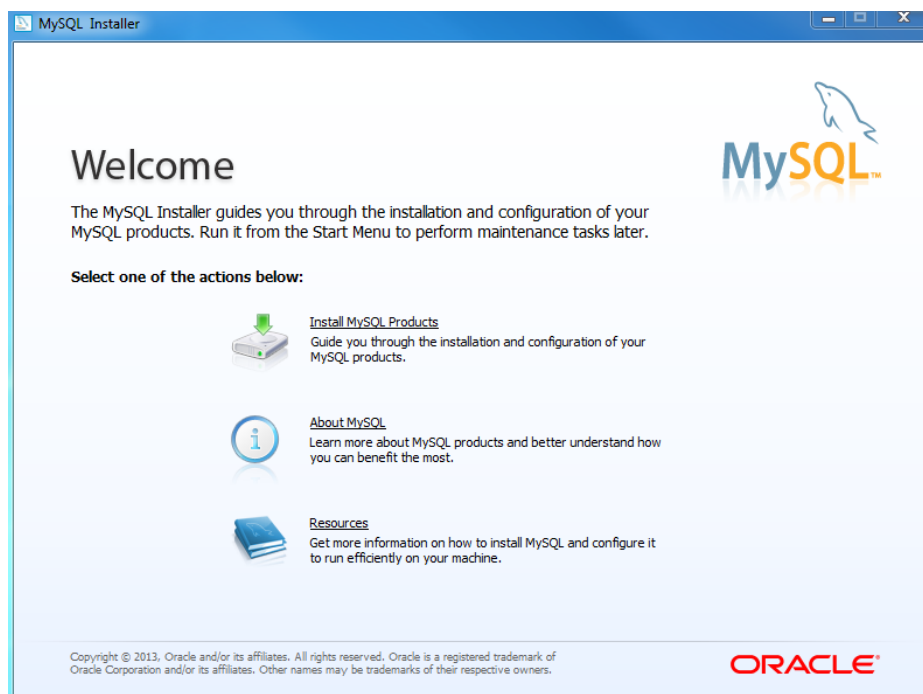 MySQL Installer
MySQL™
Welcome
The MySQL Installer guides you through the installation and configuration of your
MySQL products. Run it from the Start Menu to perform maintenance tasks later.
Select one of the actions below:
Install MySQL Products
Guide you through the installation and configuration of your
MySQL products.
About MySQL
Learn more about MySQL products and better understand how
you can benefit the most.
Resources
Get more information on how to install MySQL and configure it
to run efficiently on your machine.
Copyright © 2013, Oracle and/or its affiliates. All rights reserved. Oracle is a registered trademark of
Oracle Corporation and/or its affiliates. Other names may be trademarks of their respective owners.
ORACLE®